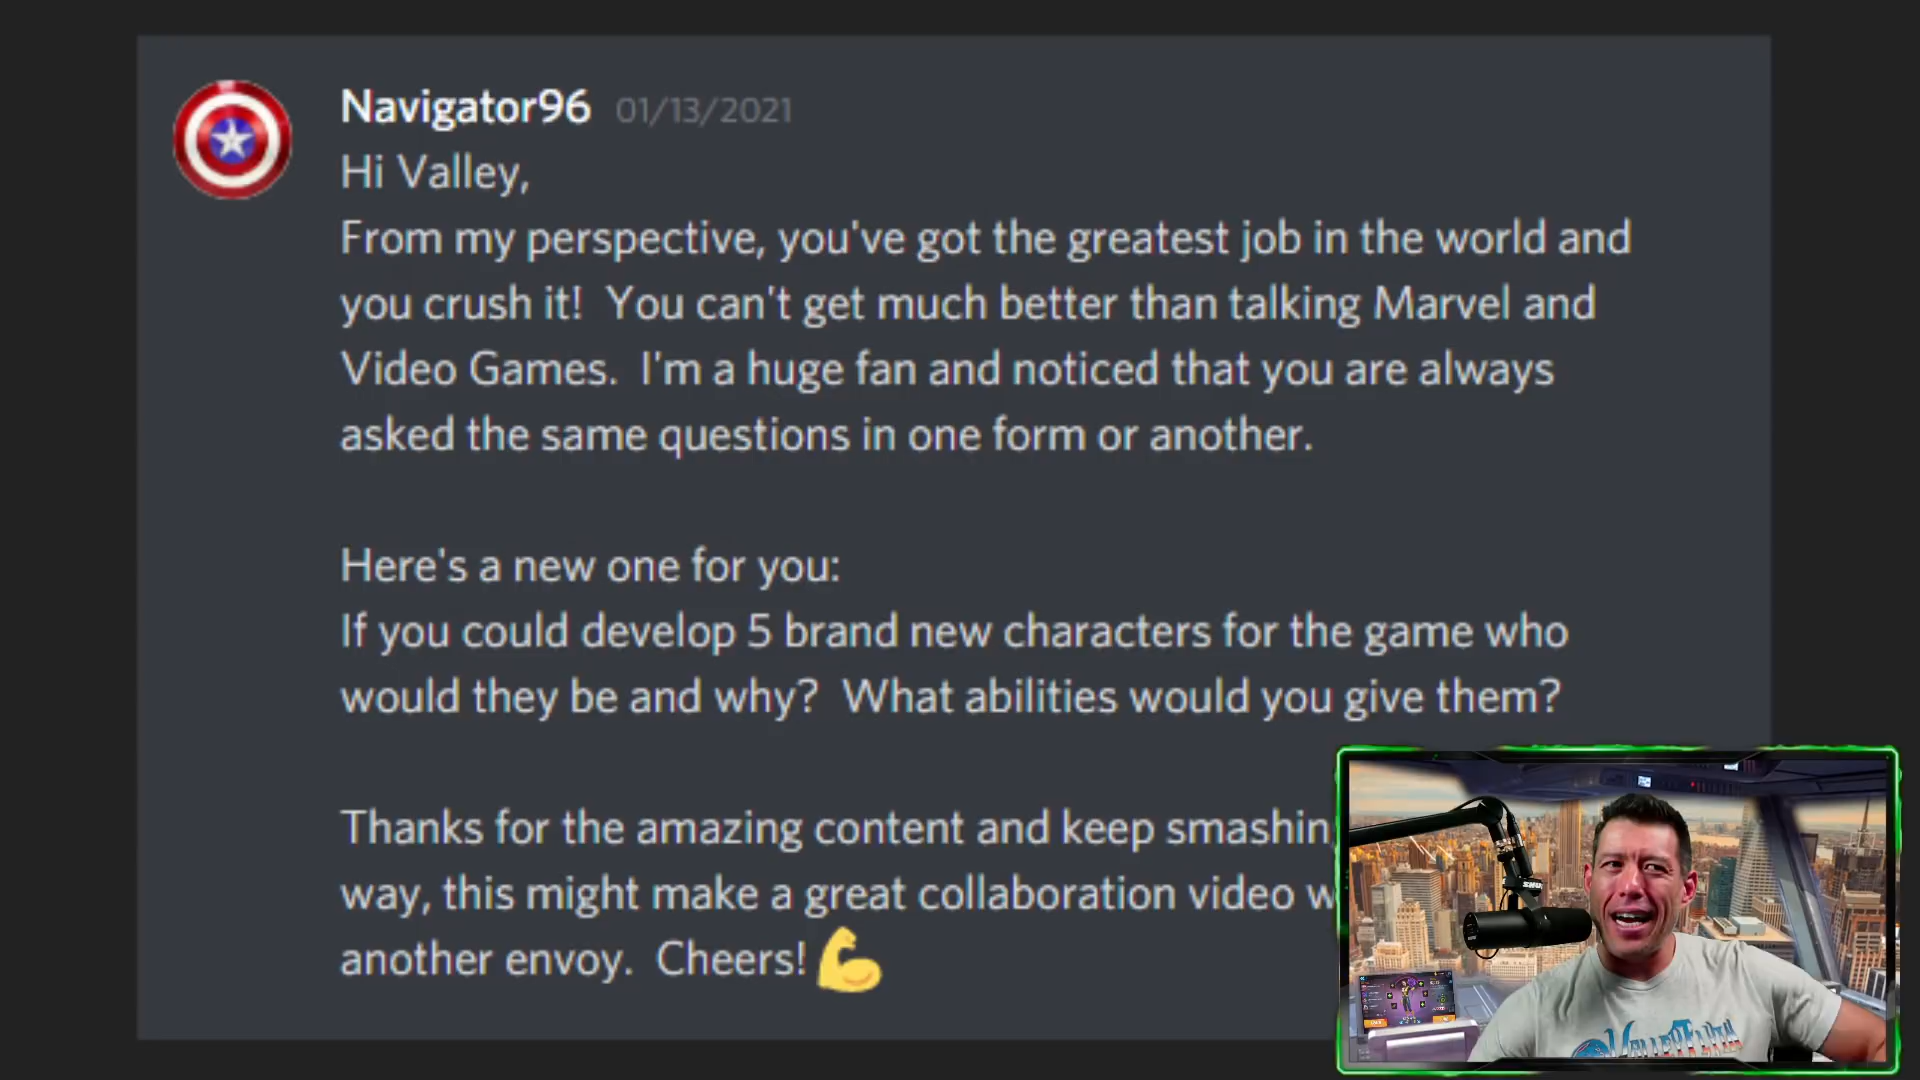 Navigator96 01/13/2021
Hi Valley,
From my perspective, you've got the greatest job in the world and
you crush it!  You can't get much better than talking Marvel and
Video Games.  I'm a huge fan and noticed that you are always
asked the same questions in one form or another.
Here's a new one for you:
If you could develop 5 brand new characters for the game who
would they be and why?  What abilities would you give them?
Thanks for the amazing content and keep smashin
way, this might make a great collaboration video w
another envoy.  Cheers!